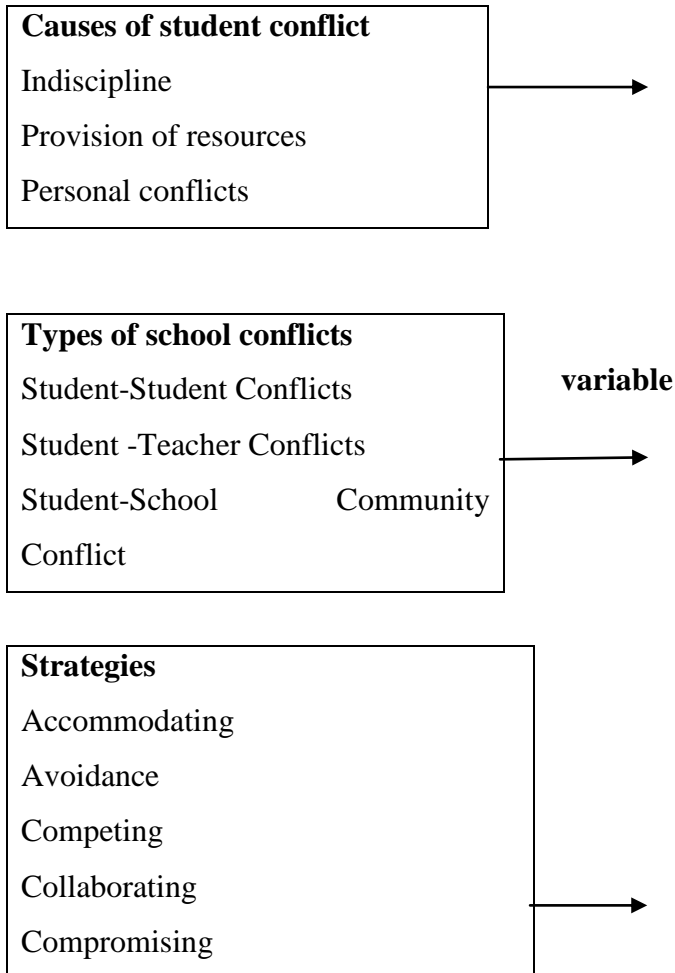 Causes of student conflict
Indiscipline
Provision of resources
Personal conflicts
Types of school conflicts
Student-Student Conflicts
variable
Student -Teacher Conflicts
Student-School Community
Conflict
Strategies
Accommodating
Avoidance
Competing
Collaborating
Compromising